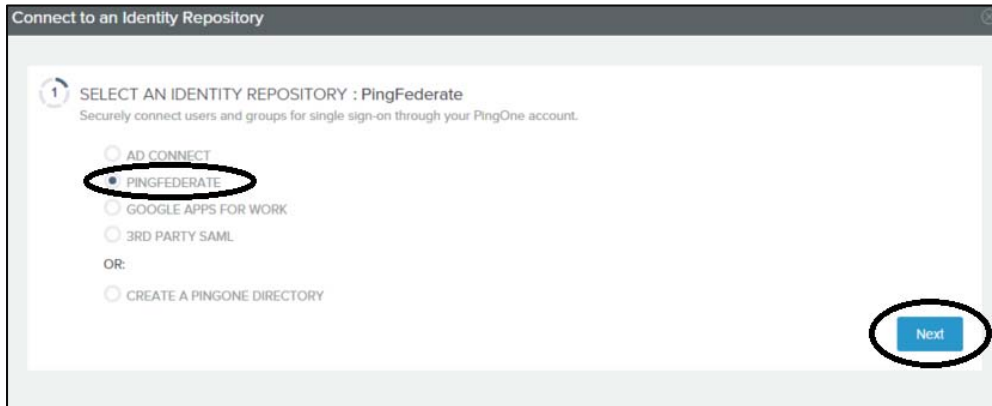 Connect to an Identity Repository
1
SELECT AN IDENTITY REPOSITORY : PingFederate
Securely connect users and groups for single sign-on through your PingOne account.
AD CONNECT
PINGFEDERATE
GOOGLE APPS FOR WORK
3RD PARTY SAML
OR:
CREATE A PINGONE DIRECTORY
Next